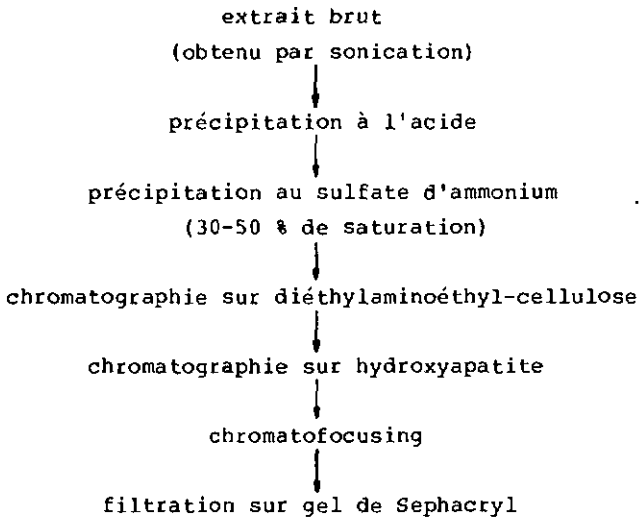 extrait brut
(obtenu par sonication)
précipitation à l'acide
précipitation au sulfate d'ammonium
(30-50 % de saturation)
chromatographie sur diéthylaminoéthyl-cellulose
chromatographie sur hydroxyapatite
chromatofocusing
filtration sur gel de Sephacryl